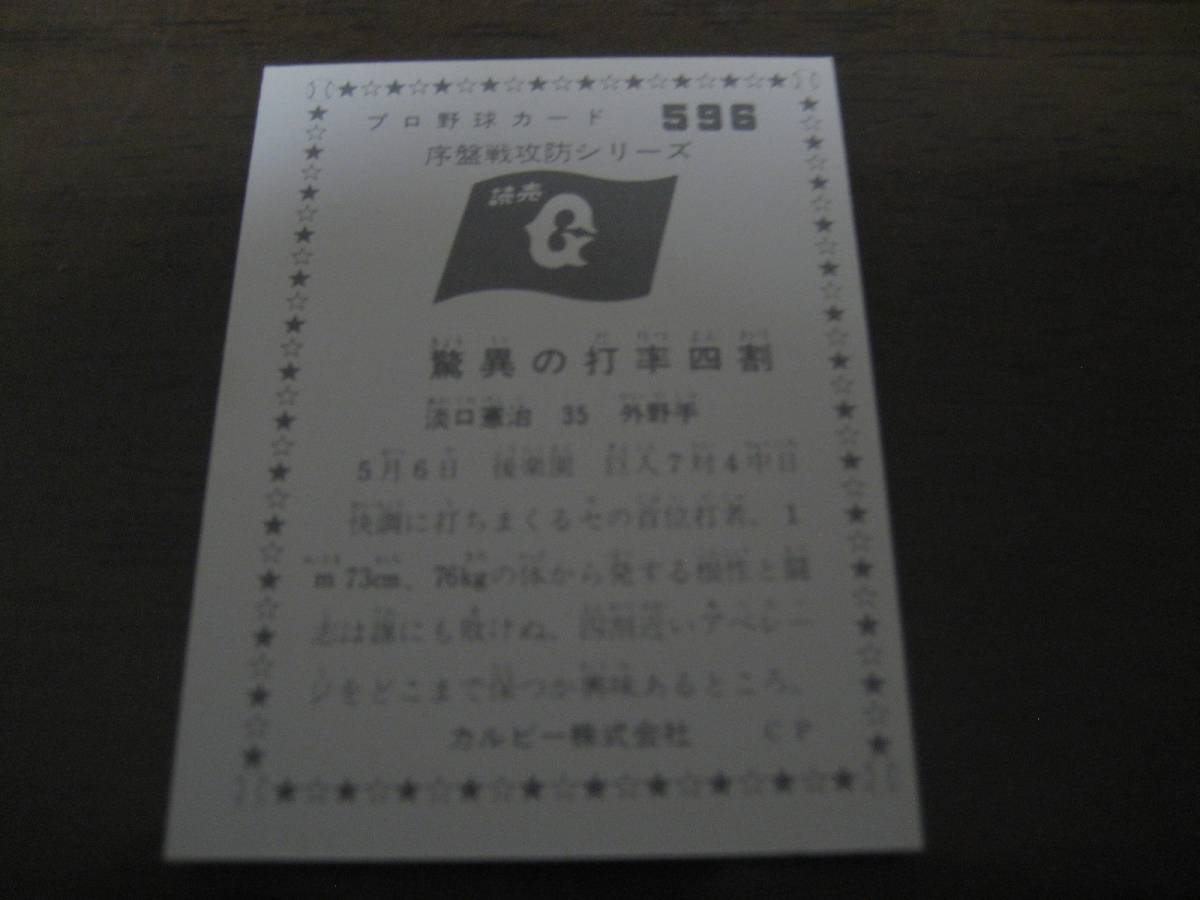 プロ野球カード 596
序盤戦攻防シリーズ
読売
驚異の打率四割
淡口憲治 35 外野手
5月6日 後楽園 巨人7対4中日
快調に打ちまくるセの首位打者。1
m73cm、76kgの体から発する根性と闘
志は誰にも敗けぬ。四割近いアベレー
ジをどこまで保つか興味あるところ。
カルビー株式会社 C P